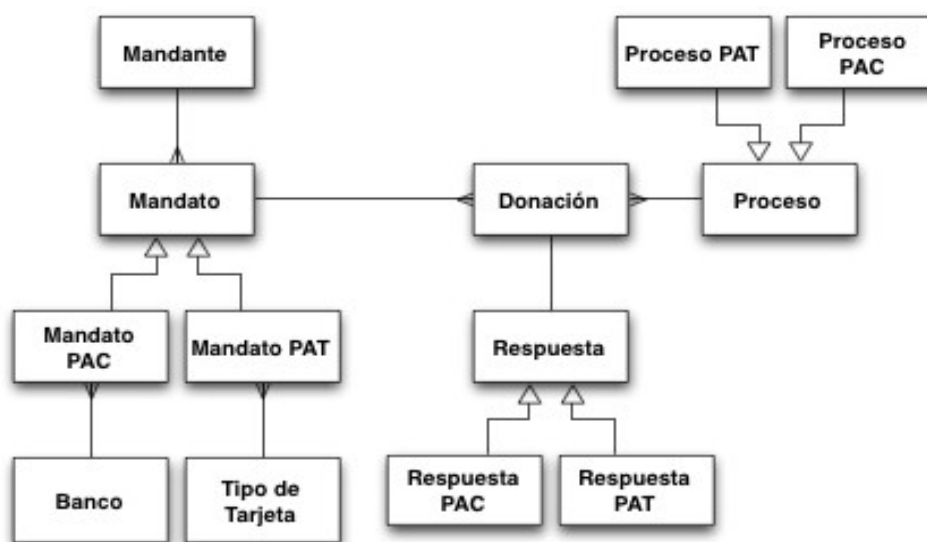 Mandante
Proceso PAT
Proceso
PAC
Mandato
Donación
Proceso
Mandato
PAC
Mandato PAT
Respuesta
Banco
Tipo de
Tarjeta
Respuesta
PAC
Respuesta
PAT